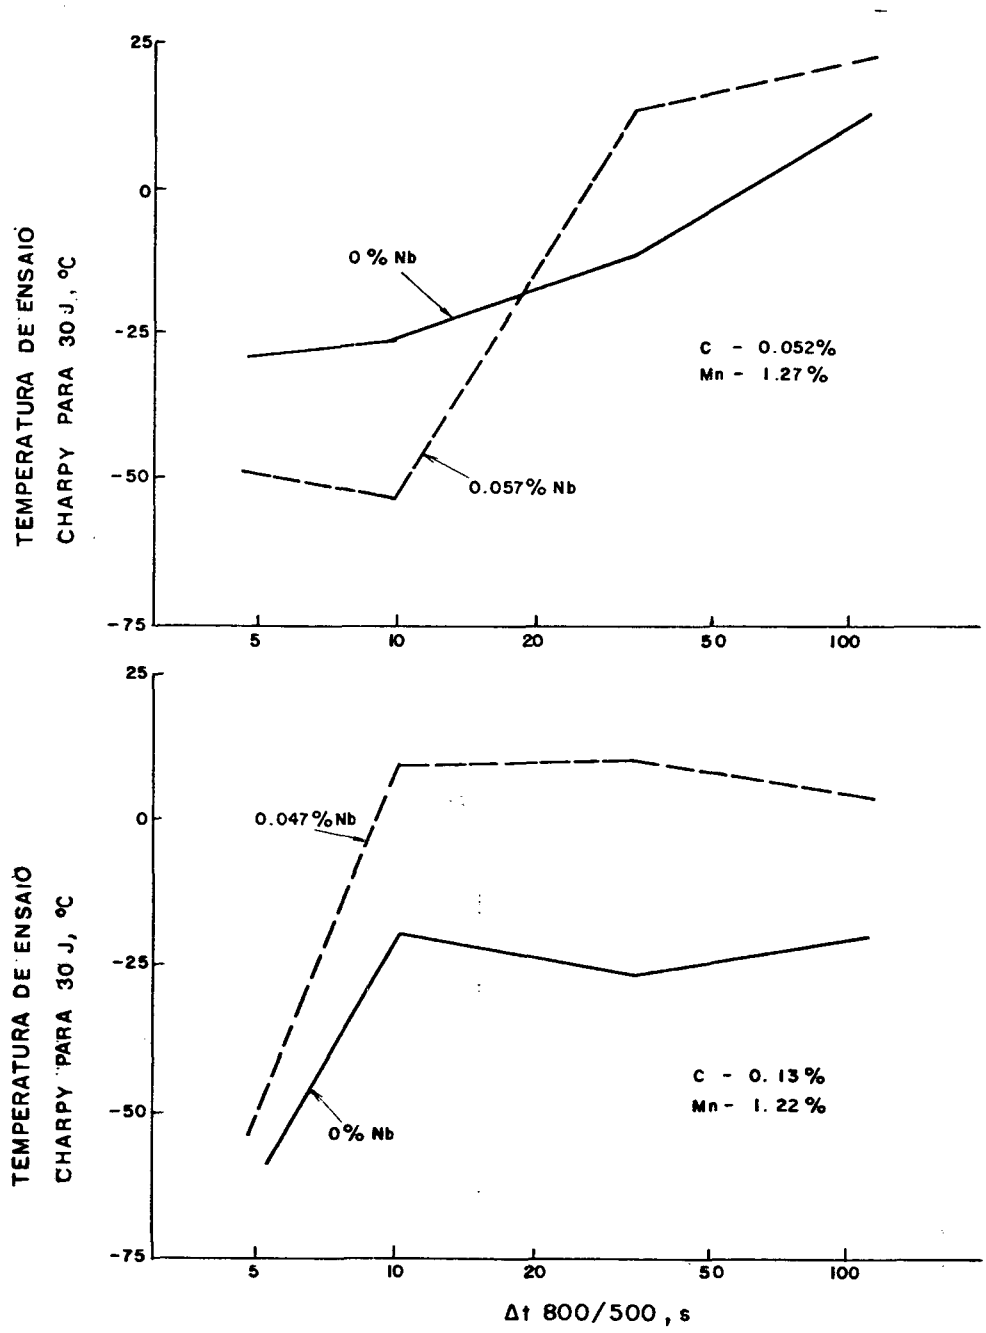 25
0
-25
-50
-75
TEMPERATURA DE ENSAIO
CHARPY PARA 30 J., ºC
0 % Nb
0.057% Nb
C - 0.052%
Mn - 1.27 %
5 10 20 50 100
25
0
-25
-50
-75
TEMPERATURA DE ENSAIO
CHARPY PARA 30 J, ºC
0.047% Nb
0% Nb
C - 0.13 %
Mn - 1.22 %
5 10 20 50 100
Δt 800/500 , s